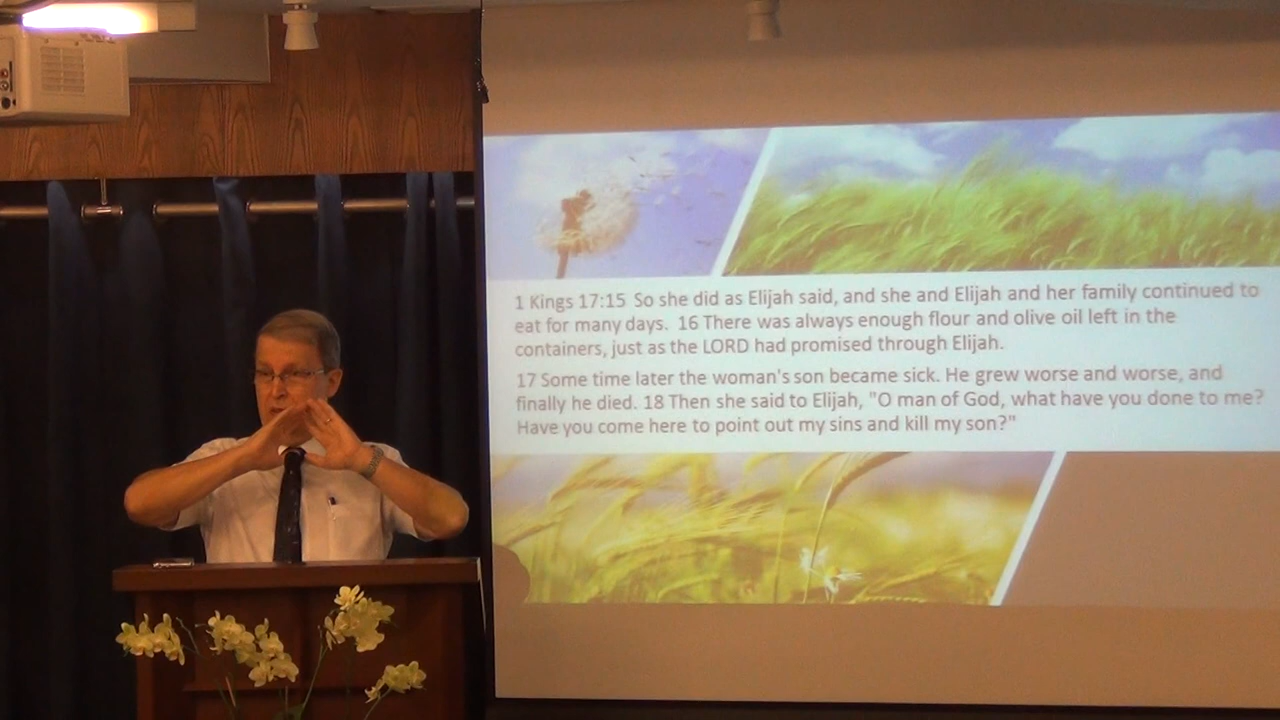 1 Kings 17:15 So she did as Elijah said, and she and Elijah and her family continued to
eat for many days. 16 There was always enough flour and olive oil left in the
containers, just as the LORD had promised through Elijah.
17 Some time later the woman's son became sick. He grew worse and worse, and
finally he died. 18 Then she said to Elijah, "O man of God, what have you done to me?
Have you come here to point out my sins and kill my son?"